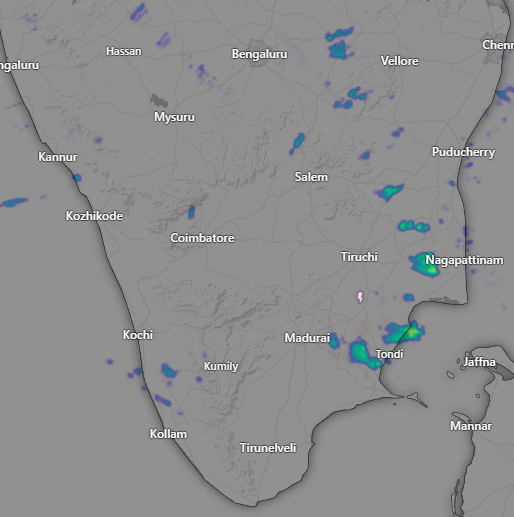 Hassan
Bengaluru
Chenn
ngaluru
Vellore
Mysuru
Kannur
Puducherry
Salem
Kozhikode
Coimbatore
Tiruchi
Nagapattinam
Kochi
Madurai
Tondi
Kumily
Jaffna
Mannar
Kollam
Tirunelveli